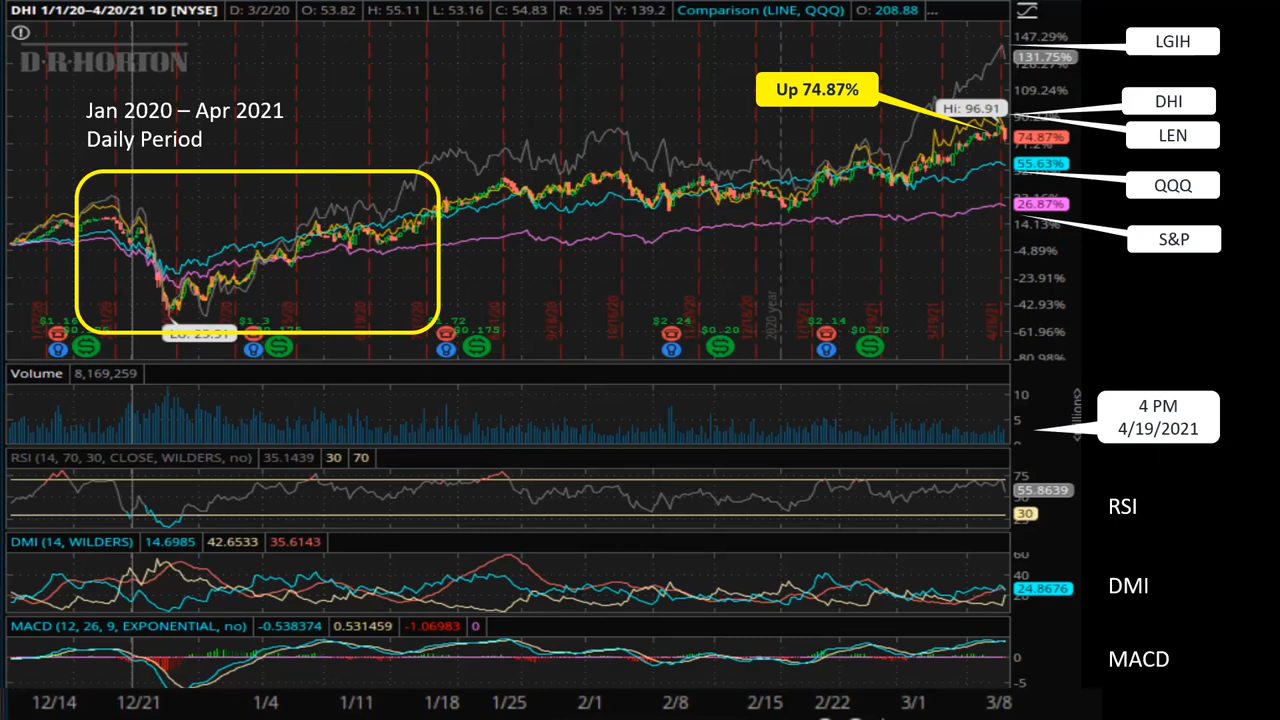 DHI 1/1/20-4/20/21 1D [NYSE] D: 3/2/20 O: 53.82 H: 55.11 L: 53.16 C: 54.83 R: 1.95 Y: 139.2 Comparison (LINE, QQQ) O: 208.88 ...
D·R·HORTON
Jan 2020 – Apr 2021
Daily Period
Up 74.87%
Hi: 96.91
147.29%
131.75%
109.24%
74.87%
55.63%
26.87%
14.13%
-4.89%
-23.91%
-42.93%
-61.96%
-80.98%
LGIH
DHI
LEN
QQQ
S&P
2020 year
$2.24
$0.20
$2.14
$0.20
$0.175
Volume 8,169,259
10
5
4 PM
4/19/2021
RSI (14, 70, 30, CLOSE, WILDERS, no) 35.1439 30 70
75
55.8639
30
RSI
DMI (14, WILDERS) 14.6985 42.6533 35.6143
60
40
24.8676
DMI
MACD (12, 26, 9, EXPONENTIAL, no) -0.538374 0.531459 -1.06983 0
0
-5
MACD
12/14 12/21 1/4 1/11 1/18 1/25 2/1 2/8 2/15 2/22 3/1 3/8